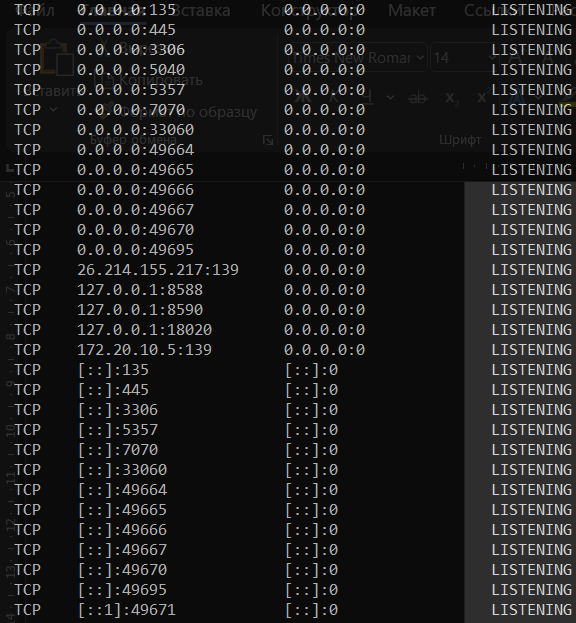 TCP 0.0.0.0:135 0.0.0.0:0 LISTENING
TCP 0.0.0.0:445 0.0.0.0:0 LISTENING
TCP 0.0.0.0:3306 0.0.0.0:0 LISTENING
TCP 0.0.0.0:5040 0.0.0.0:0 LISTENING
TCP 0.0.0.0:5357 0.0.0.0:0 LISTENING
TCP 0.0.0.0:7070 0.0.0.0:0 LISTENING
TCP 0.0.0.0:33060 0.0.0.0:0 LISTENING
TCP 0.0.0.0:49664 0.0.0.0:0 LISTENING
TCP 0.0.0.0:49665 0.0.0.0:0 LISTENING
TCP 0.0.0.0:49666 0.0.0.0:0 LISTENING
TCP 0.0.0.0:49667 0.0.0.0:0 LISTENING
TCP 0.0.0.0:49670 0.0.0.0:0 LISTENING
TCP 0.0.0.0:49695 0.0.0.0:0 LISTENING
TCP 26.214.155.217:139 0.0.0.0:0 LISTENING
TCP 127.0.0.1:8588 0.0.0.0:0 LISTENING
TCP 127.0.0.1:8590 0.0.0.0:0 LISTENING
TCP 127.0.0.1:18020 0.0.0.0:0 LISTENING
TCP 172.20.10.5:139 0.0.0.0:0 LISTENING
TCP [::]:135 [::]:0 LISTENING
TCP [::]:445 [::]:0 LISTENING
TCP [::]:3306 [::]:0 LISTENING
TCP [::]:5357 [::]:0 LISTENING
TCP [::]:7070 [::]:0 LISTENING
TCP [::]:33060 [::]:0 LISTENING
TCP [::]:49664 [::]:0 LISTENING
TCP [::]:49665 [::]:0 LISTENING
TCP [::]:49666 [::]:0 LISTENING
TCP [::]:49667 [::]:0 LISTENING
TCP [::]:49670 [::]:0 LISTENING
TCP [::]:49695 [::]:0 LISTENING
TCP [::1]:49671 [::]:0 LISTENING
Вставка
Макет
Times New Roman 14
Копировать
по образцу
Буфер обмена
Шрифт